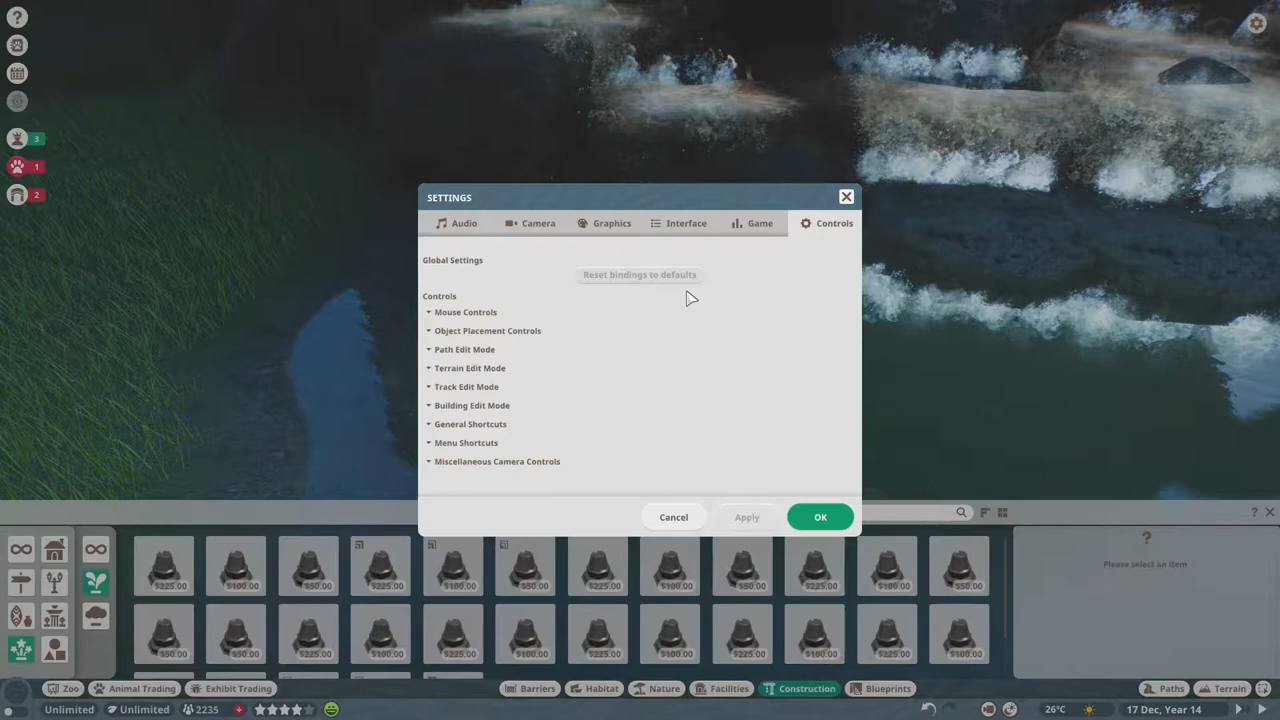 ?
3
1
2
SETTINGS
Audio Camera Graphics Interface Game Controls
Global Settings
Reset bindings to defaults
Controls
Mouse Controls
Object Placement Controls
Path Edit Mode
Terrain Edit Mode
Track Edit Mode
Building Edit Mode
General Shortcuts
Menu Shortcuts
Miscellaneous Camera Controls
Cancel Apply OK
?
?
Please select an item
$225.00 $100.00 $50.00 $225.00 $100.00 $50.00 $225.00 $100.00 $50.00 $225.00 $100.00 $50.00
$50.00 $50.00 $225.00 $100.00 $50.00 $225.00 $225.00 $100.00 $50.00 $100.00 $225.00 $100.00
Zoo Animal Trading Exhibit Trading Barriers Habitat Nature Facilities Construction Blueprints Paths Terrain
Unlimited Unlimited 2235 26°C 17 Dec, Year 14